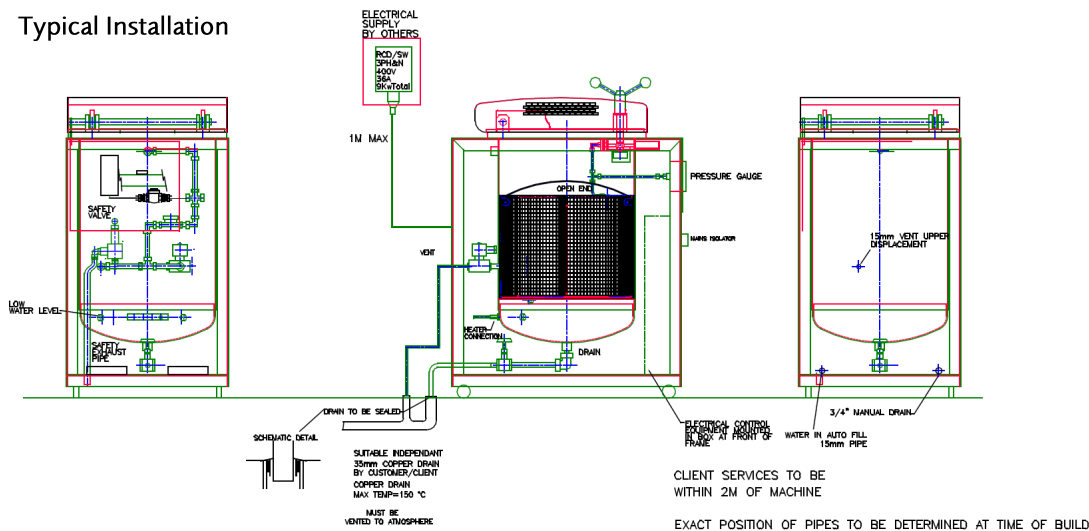 Typical Installation
ELECTRICAL
SUPPLY
BY OTHERS
RCD/SW
3PH&N
400V
36A
9KwTotal
1M MAX
PRESSURE GAUGE
OPEN END
SAFETY
VALVE
MAINS ISOLATOR
15mm VENT UPPER
DISPLACEMENT
VENT
LOW
WATER LEVEL
HEATER
CONNECTION
SAFETY
EXHAUST
PIPE
DRAIN
DRAIN TO BE SEALED
3/4" MANUAL DRAIN
SCHEMATIC DETAIL
ELECTRICAL CONTROL
EQUIPMENT MOUNTED
IN BOX AT FRONT OF
FRAME
WATER IN AUTO FILL
15mm PIPE
SUITABLE INDEPENDANT
35mm COPPER DRAIN
BY CUSTOMER/CLIENT
COPPER DRAIN
MAX TEMP=150 °C
MUST BE
VENTED TO ATMOSPHERE
CLIENT SERVICES TO BE
WITHIN 2M OF MACHINE
EXACT POSITION OF PIPES TO BE DETERMINED AT TIME OF BUILD